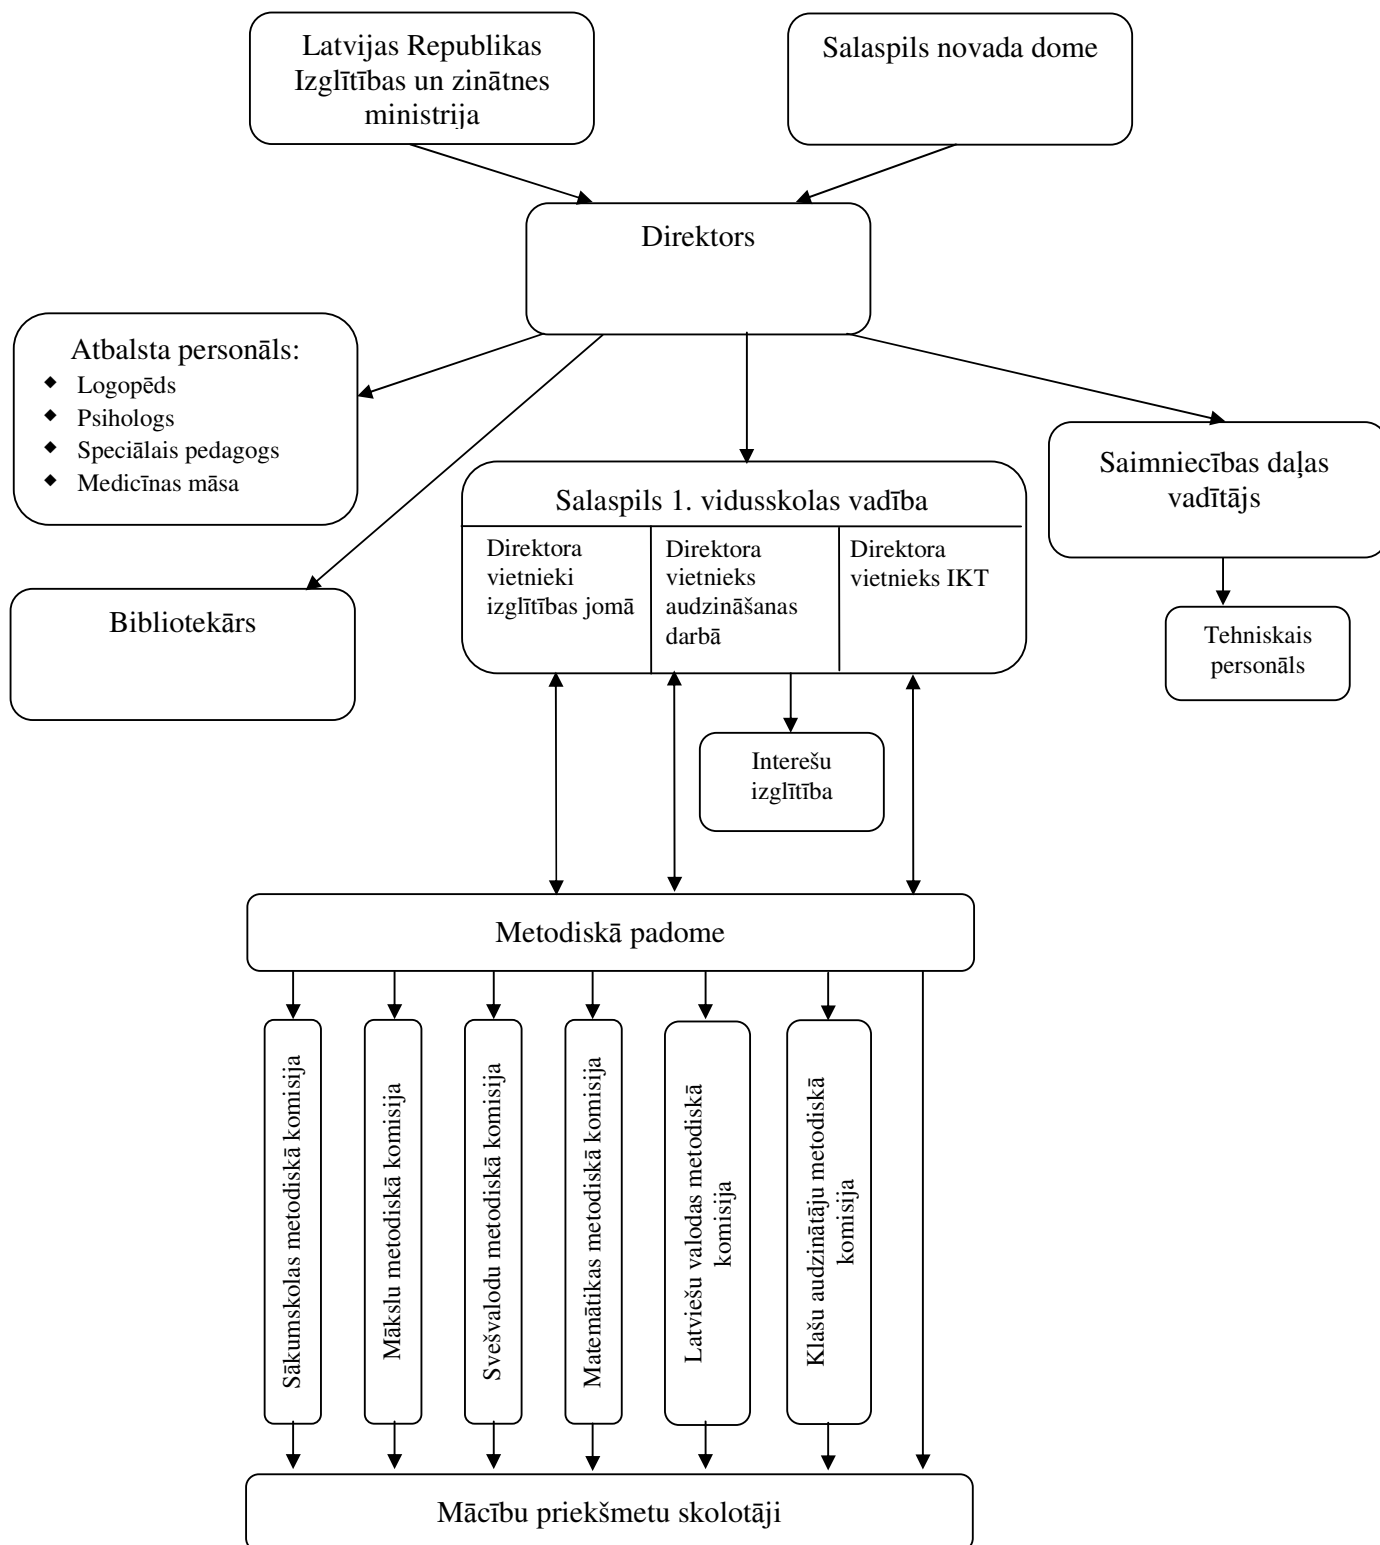 Latvijas Republikas
Izglītības un zinātnes
ministrija
Salaspils novada dome
Direktors
Atbalsta personāls:
◆ Logopēds
◆ Psihologs
◆ Speciālais pedagogs
◆ Medicīnas māsa
Bibliotekārs
Salaspils 1. vidusskolas vadība
Direktora
vietnieki
izglītības jomā
Direktora
vietnieks
audzināšanas
darbā
Direktora
vietnieks IKT
Saimniecības daļas
vadītājs
Tehniskais
personāls
Interešu
izglītība
Metodiskā padome
Sākumskolas metodiskā komisija
Mākslu metodiskā komisija
Svešvalodu metodiskā komisija
Matemātikas metodiskā komisija
Latviešu valodas metodiskā
komisija
Klašu audzinātāju metodiskā
komisija
Mācību priekšmetu skolotāji